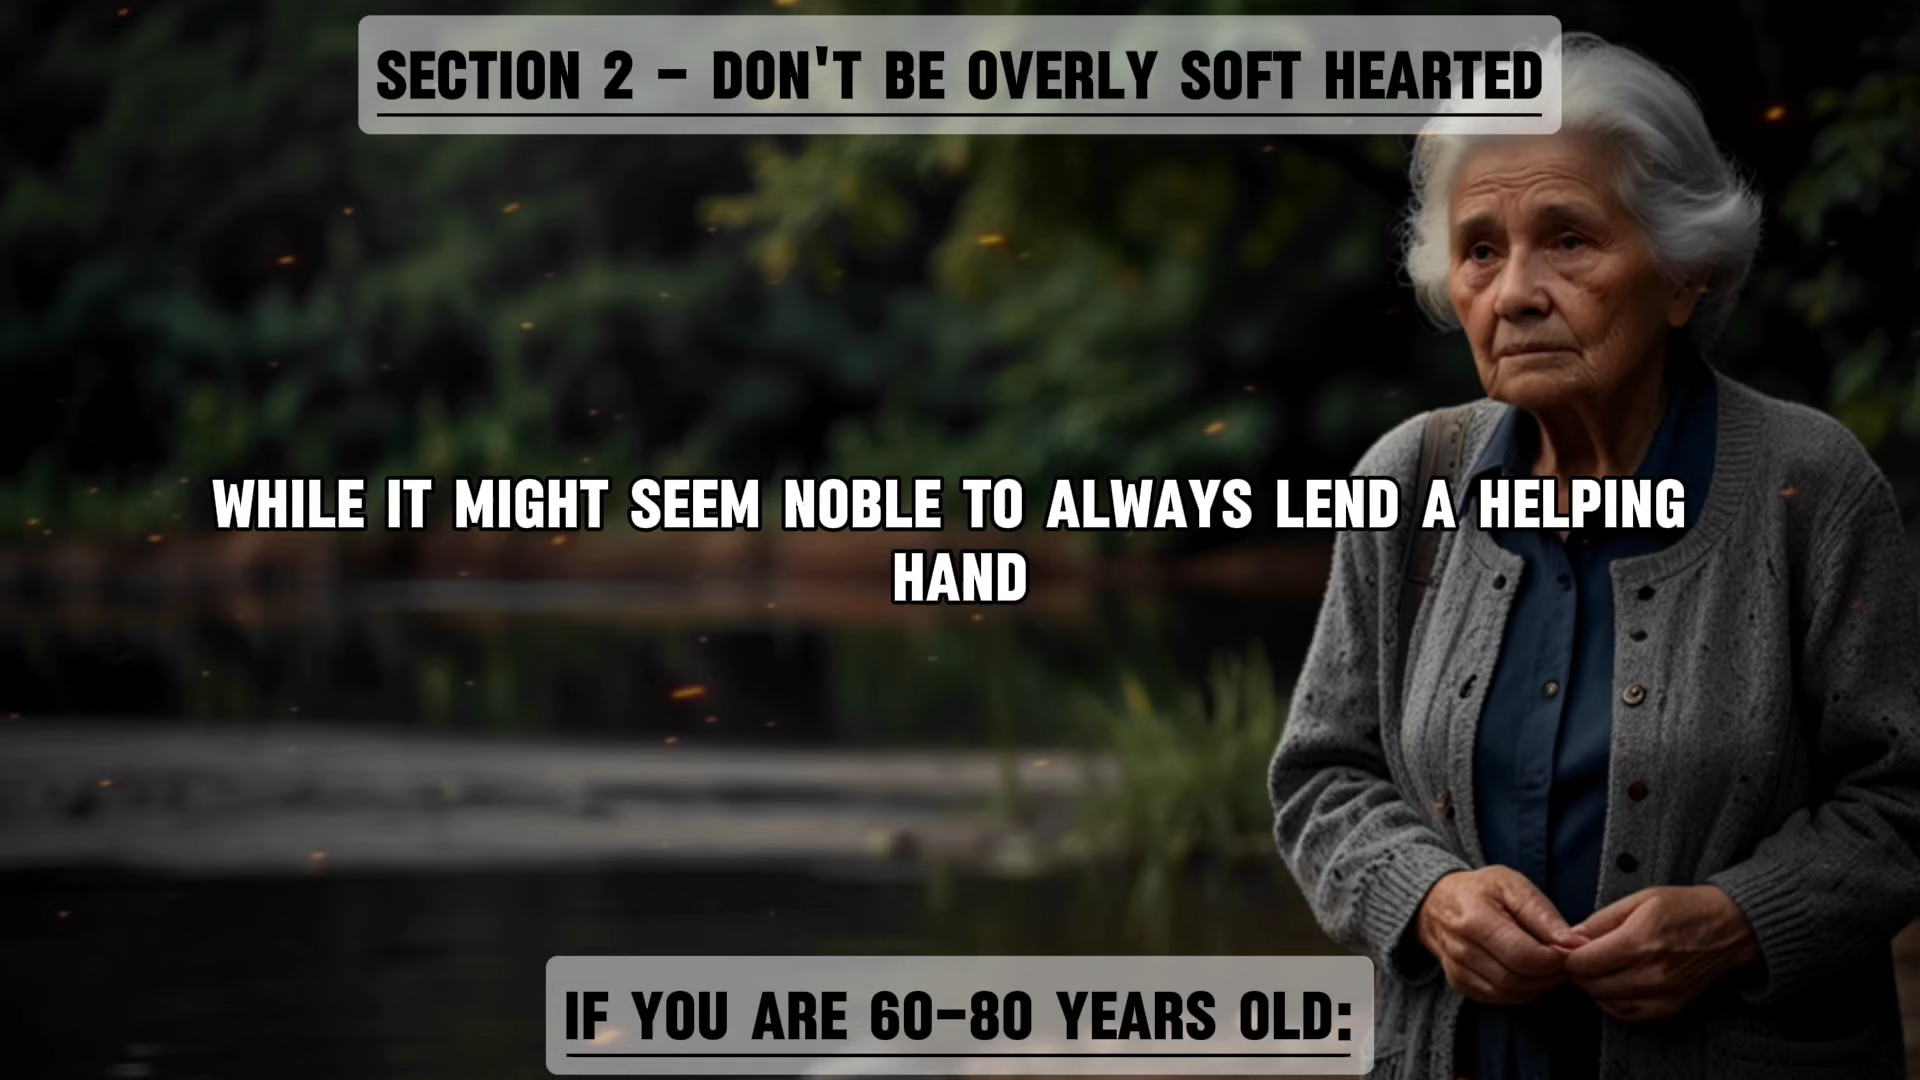 SECTION 2 - DON'T BE OVERLY SOFT HEARTED
WHILE IT MIGHT SEEM NOBLE TO ALWAYS LEND A HELPING
HAND
IF YOU ARE 60-80 YEARS OLD: